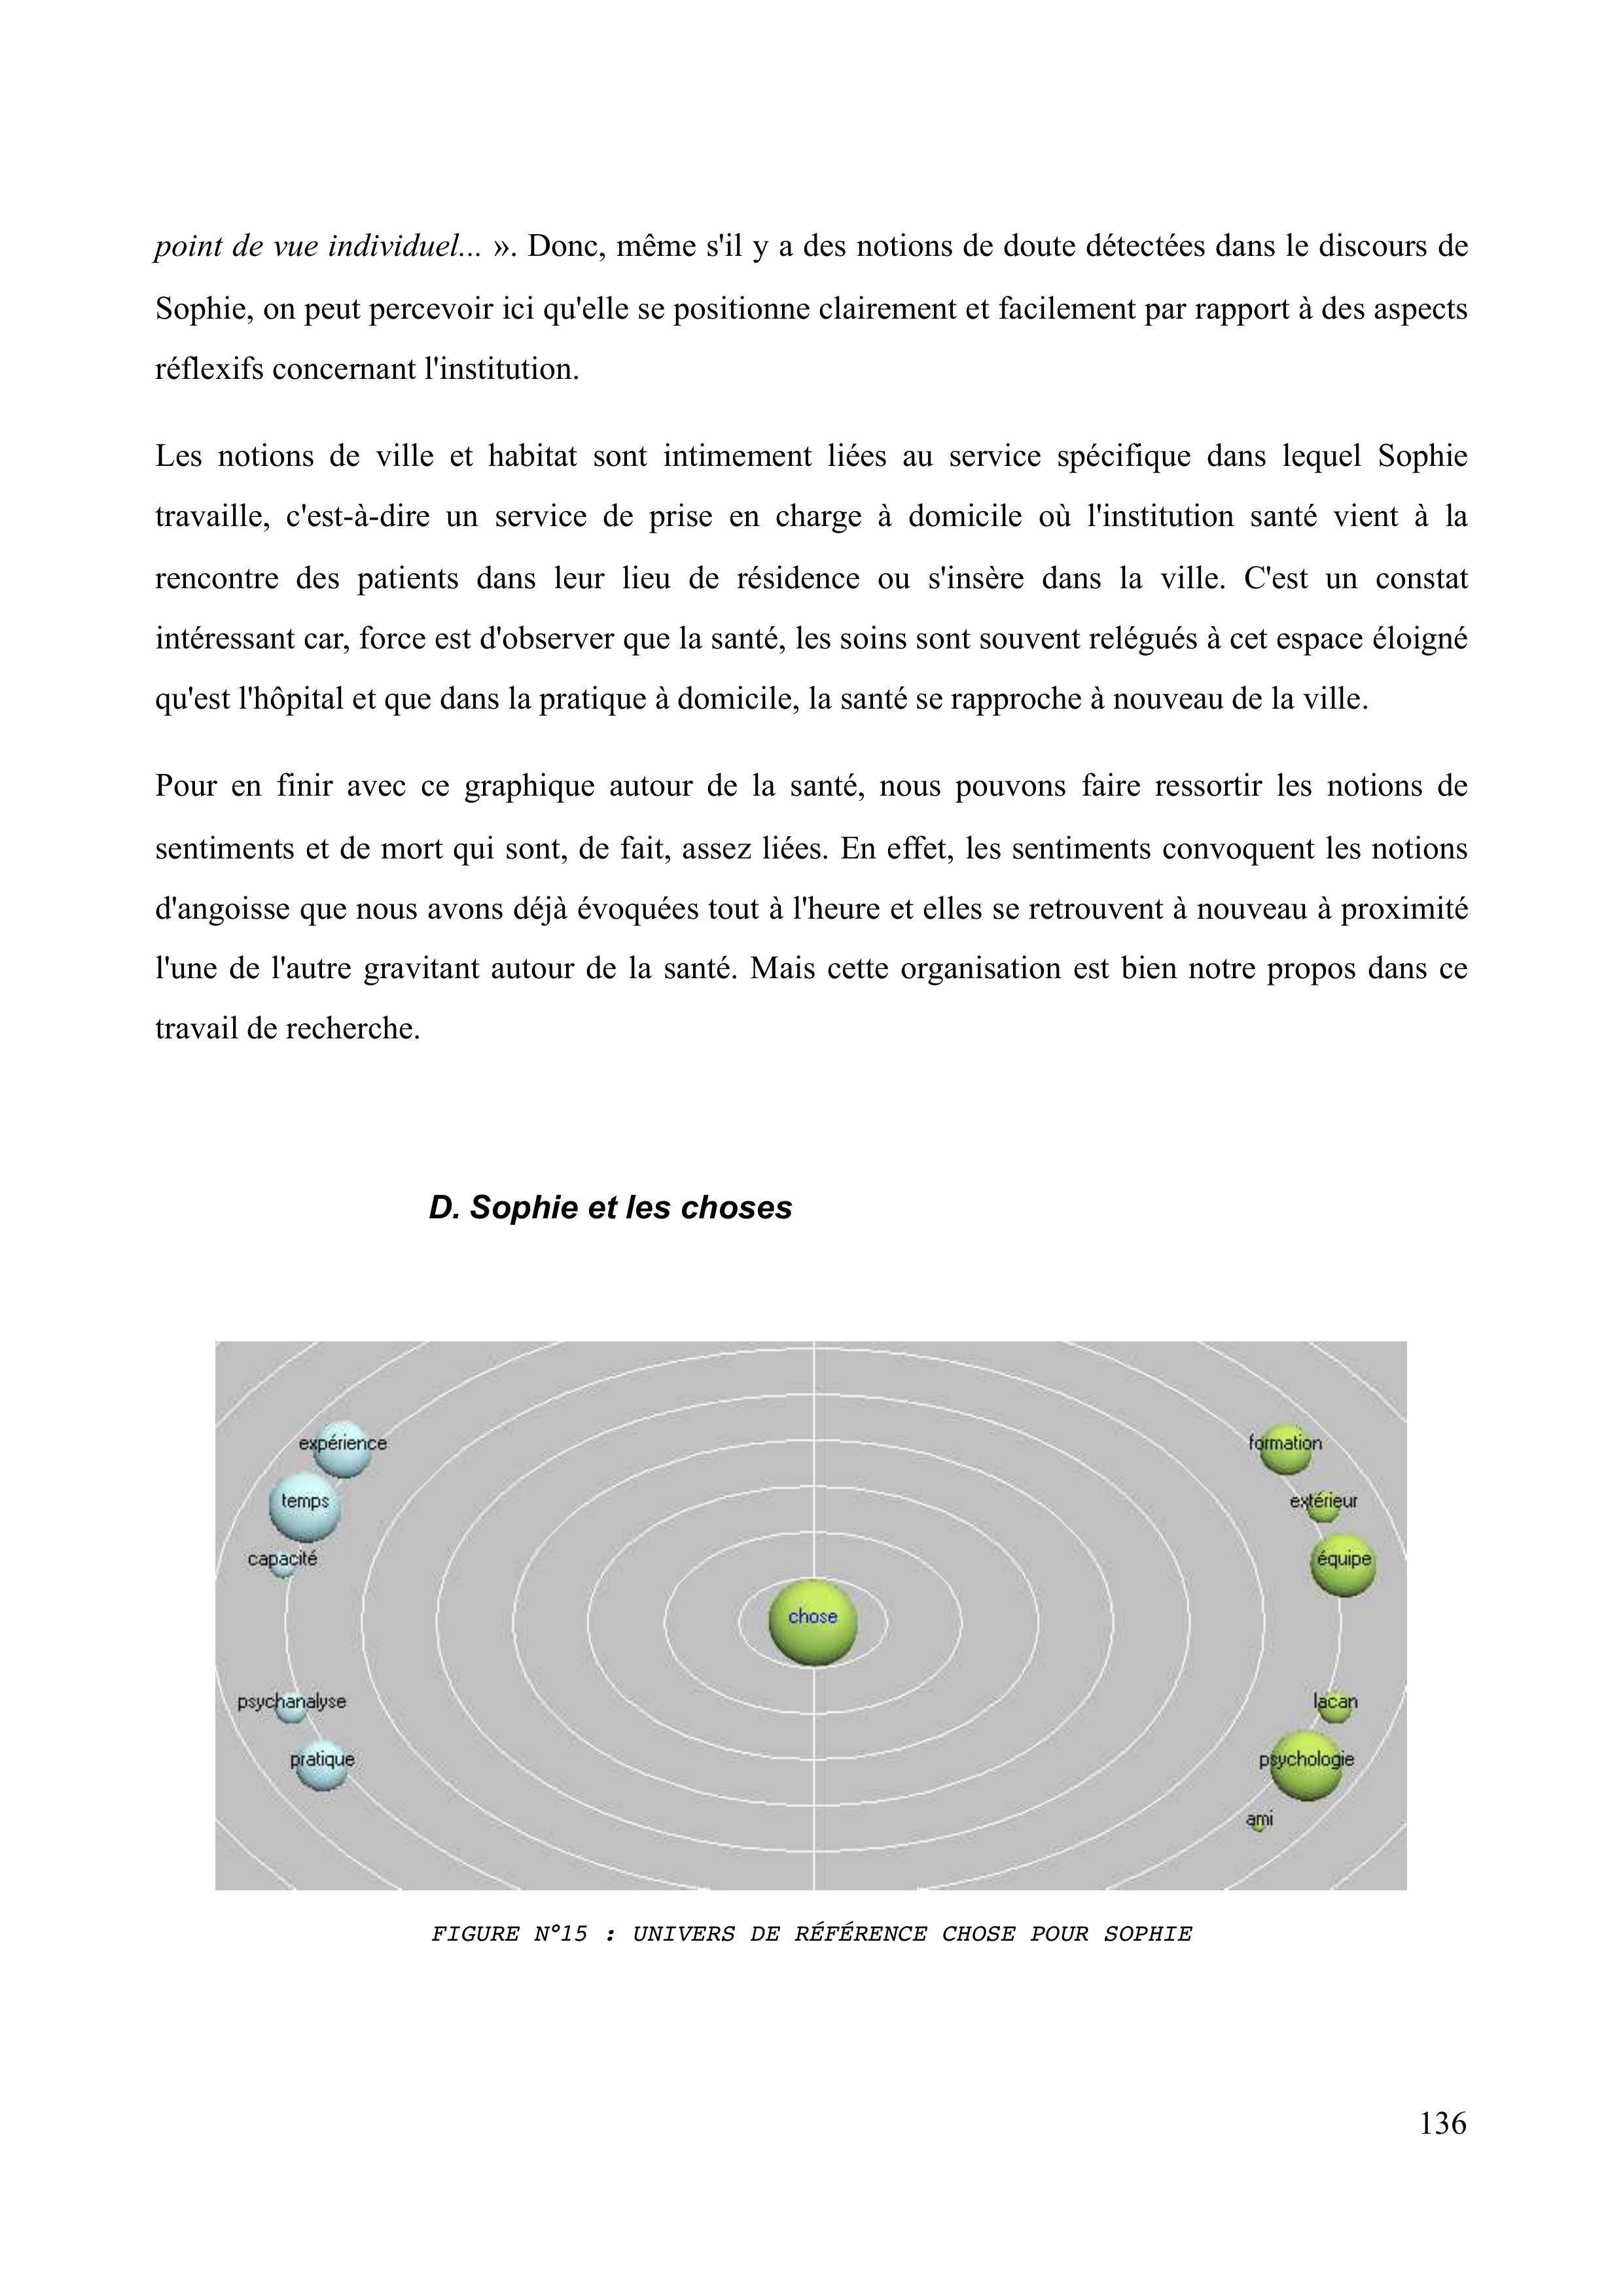 point de vue individuel... ». Donc, même s'il y a des notions de doute détectées dans le discours de
Sophie, on peut percevoir ici qu'elle se positionne clairement et facilement par rapport à des aspects
réflexifs concernant l'institution.
Les notions de ville et habitat sont intimement liées au service spécifique dans lequel Sophie
travaille, c'est-à-dire un service de prise en charge à domicile où l'institution santé vient à la
rencontre des patients dans leur lieu de résidence ou s'insère dans la ville. C'est un constat
intéressant car, force est d'observer que la santé, les soins sont souvent relégués à cet espace éloigné
qu'est l'hôpital et que dans la pratique à domicile, la santé se rapproche à nouveau de la ville.
Pour en finir avec ce graphique autour de la santé, nous pouvons faire ressortir les notions de
sentiments et de mort qui sont, de fait, assez liées. En effet, les sentiments convoquent les notions
d'angoisse que nous avons déjà évoquées tout à l'heure et elles se retrouvent à nouveau à proximité
l'une de l'autre gravitant autour de la santé. Mais cette organisation est bien notre propos dans ce
travail de recherche.
D. Sophie et les choses
expérience
temps
capacité
psychanalyse
pratique
chose
formation
extérieur
équipe
lacan
psychologie
ami
FIGURE N°15 : UNIVERS DE RÉFÉRENCE CHOSE POUR SOPHIE
136